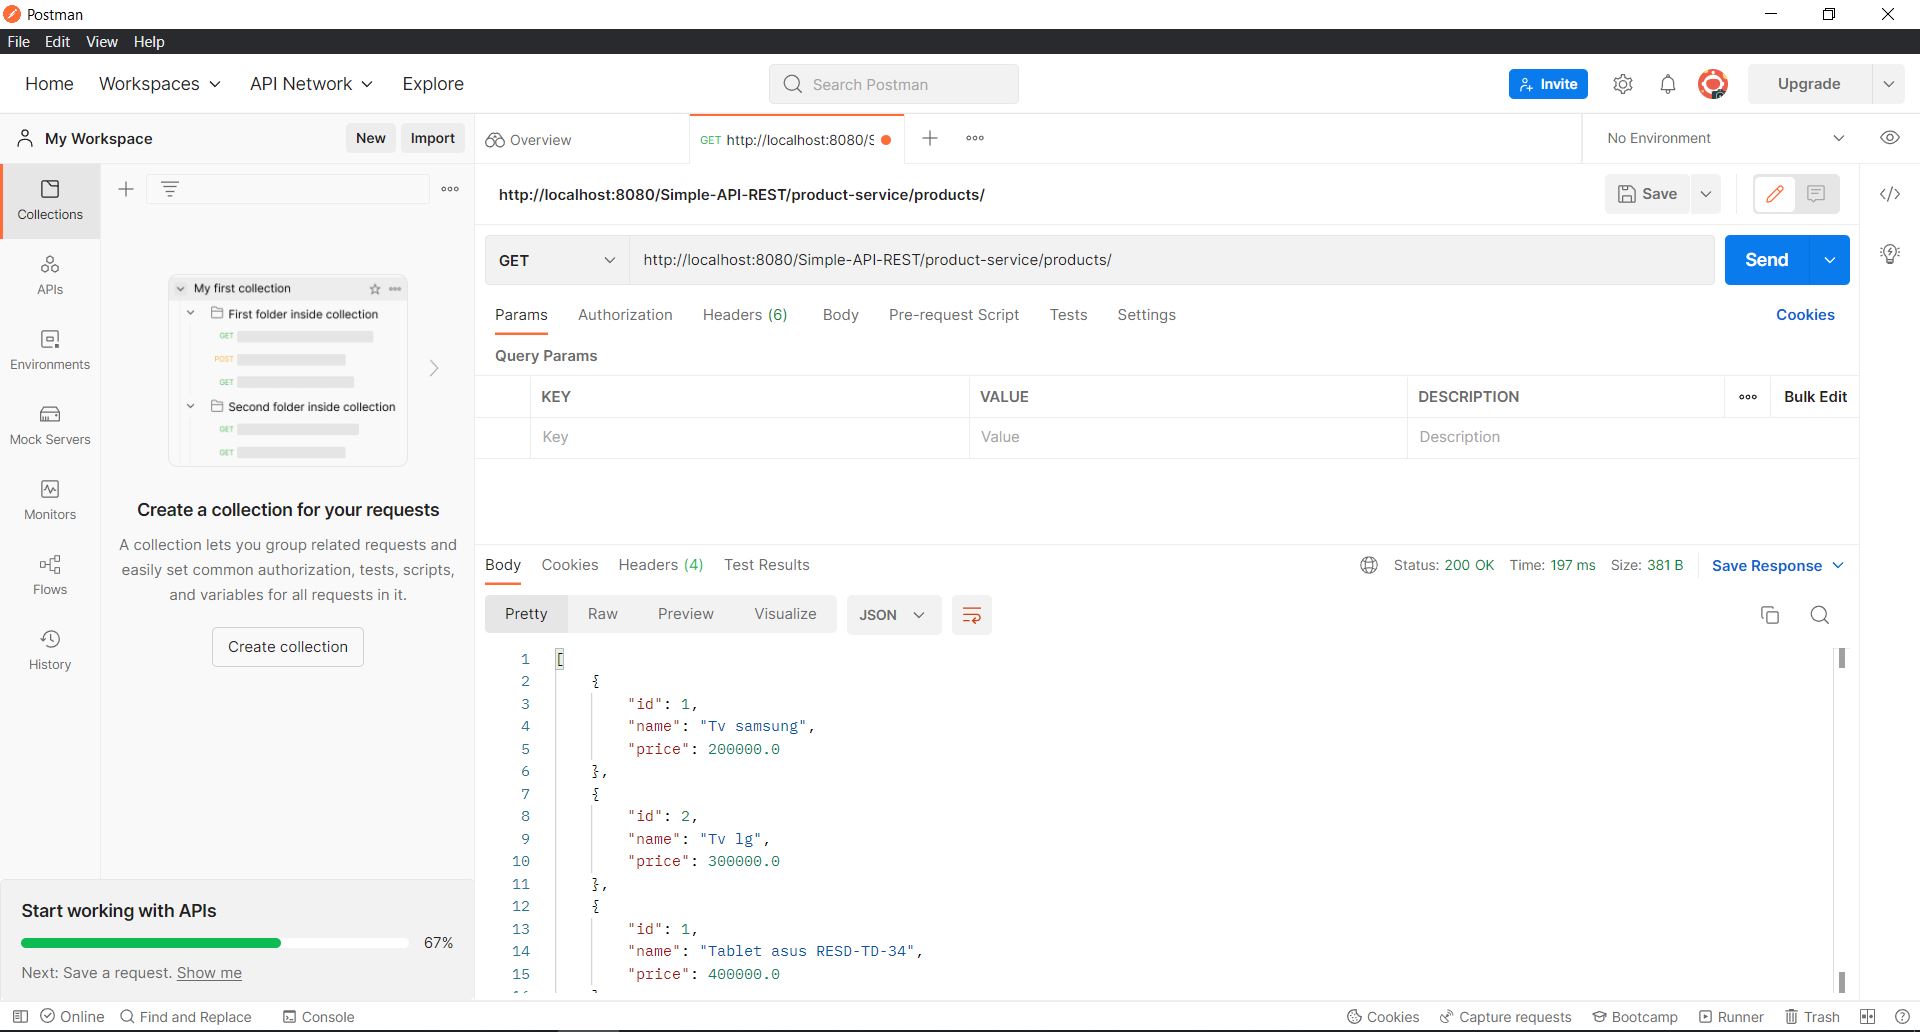 Postman
File Edit View Help
Home Workspaces API Network Explore Search Postman Invite Upgrade
My Workspace New Import Overview GET http://localhost:8080/S No Environment
Collections
http://localhost:8080/Simple-API-REST/product-service/products/ Save
APIs
GET http://localhost:8080/Simple-API-REST/product-service/products/ Send
My first collection
First folder inside collection
GET
POST
GET
Second folder inside collection
GET
GET
Params Authorization Headers (6) Body Pre-request Script Tests Settings Cookies
Environments
Query Params
KEY VALUE DESCRIPTION Bulk Edit
Key Value Description
Mock Servers
Monitors
Flows
History
Create a collection for your requests
A collection lets you group related requests and
easily set common authorization, tests, scripts,
and variables for all requests in it.
Create collection
Body Cookies Headers (4) Test Results Status: 200 OK Time: 197 ms Size: 381 B Save Response
Pretty Raw Preview Visualize JSON
1 [
2 {
3 "id": 1,
4 "name": "Tv samsung",
5 "price": 200000.0
6 },
7 {
8 "id": 2,
9 "name": "Tv lg",
10 "price": 300000.0
11 },
12 {
13 "id": 1,
14 "name": "Tablet asus RESD-TD-34",
15 "price": 400000.0
Start working with APIs
67%
Next: Save a request. Show me
Online Find and Replace Console Cookies Capture requests Bootcamp Runner Trash